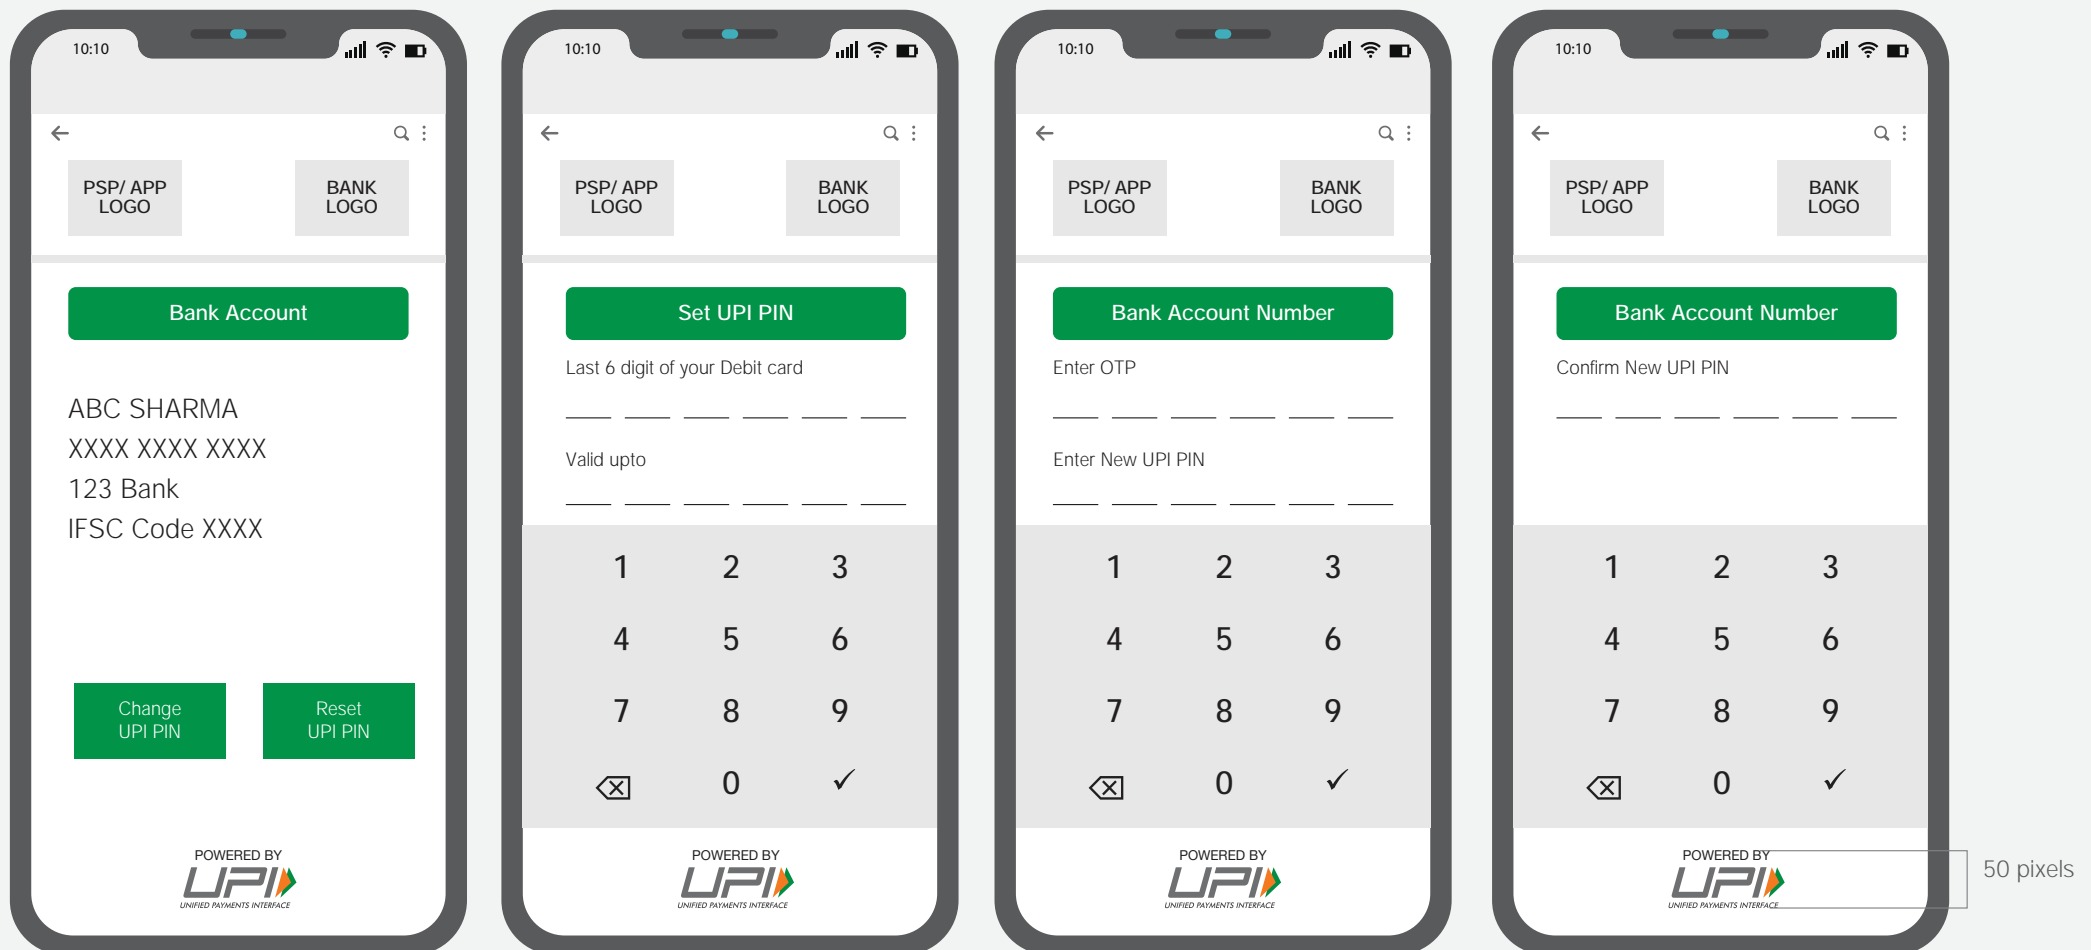 10:10
PSP/ APP
LOGO
BANK
LOGO
Bank Account
ABC SHARMA
XXXX XXXX XXXX
123 Bank
IFSC Code XXXX
Change
UPI PIN
Reset
UPI PIN
POWERED BY
UPI
UNIFIED PAYMENTS INTERFACE
10:10
PSP/ APP
LOGO
BANK
LOGO
Set UPI PIN
Last 6 digit of your Debit card
Valid upto
1 2 3
4 5 6
7 8 9
0
POWERED BY
UPI
UNIFIED PAYMENTS INTERFACE
10:10
PSP/ APP
LOGO
BANK
LOGO
Bank Account Number
Enter OTP
Enter New UPI PIN
1 2 3
4 5 6
7 8 9
0
POWERED BY
UPI
UNIFIED PAYMENTS INTERFACE
10:10
PSP/ APP
LOGO
BANK
LOGO
Bank Account Number
Confirm New UPI PIN
1 2 3
4 5 6
7 8 9
0
POWERED BY
UPI
UNIFIED PAYMENTS INTERFACE
50 pixels